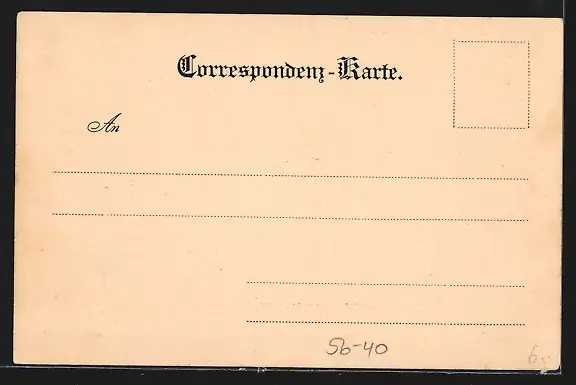 Correspondenz-Karte.
An
56-40
6,-